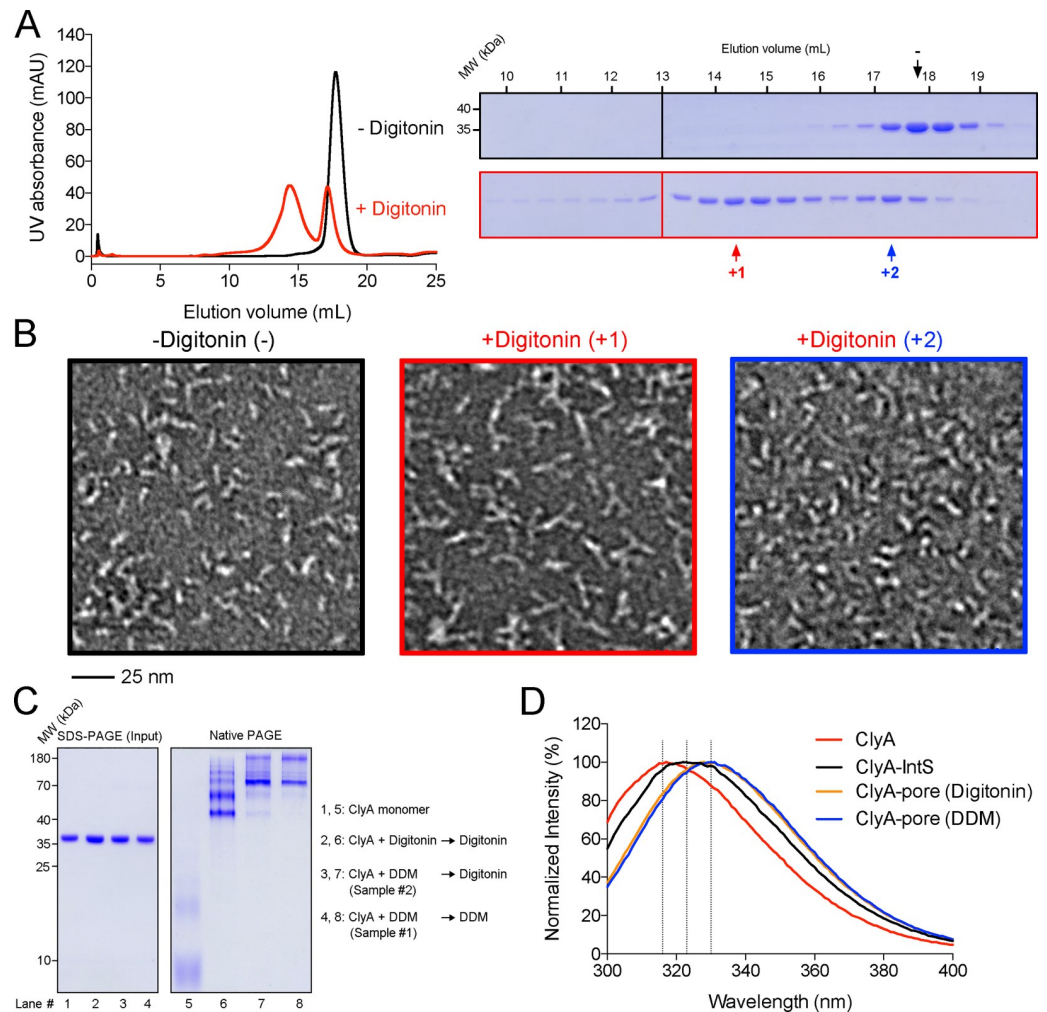 A
UV absorbance (mAU)
140
120
100
80
60
40
20
0
- Digitonin
+ Digitonin
0 5 10 15 20 25
Elution volume (mL)
MW (kDa)
Elution volume (mL)
-
10 11 12 13 14 15 16 17 18 19
40
35
+1
+2
B
-Digitonin (-)
+Digitonin (+1)
+Digitonin (+2)
25 nm
C
MW (kDa)
SDS-PAGE (Input)
Native PAGE
180
70
40
35
25
10
Lane # 1 2 3 4 5 6 7 8
1, 5: ClyA monomer
2, 6: ClyA + Digitonin → Digitonin
3, 7: ClyA + DDM → Digitonin
(Sample #2)
4, 8: ClyA + DDM → DDM
(Sample #1)
D
Normalized Intensity (%)
120
100
80
60
40
20
0
ClyA
ClyA-IntS
ClyA-pore (Digitonin)
ClyA-pore (DDM)
300 320 340 360 380 400
Wavelength (nm)